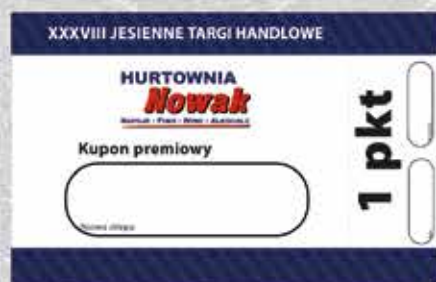 XXXVIII JESIENNE TARGI HANDLOWE
HURTOWNIA
Nowak
Kupon premiowy
1 pkt